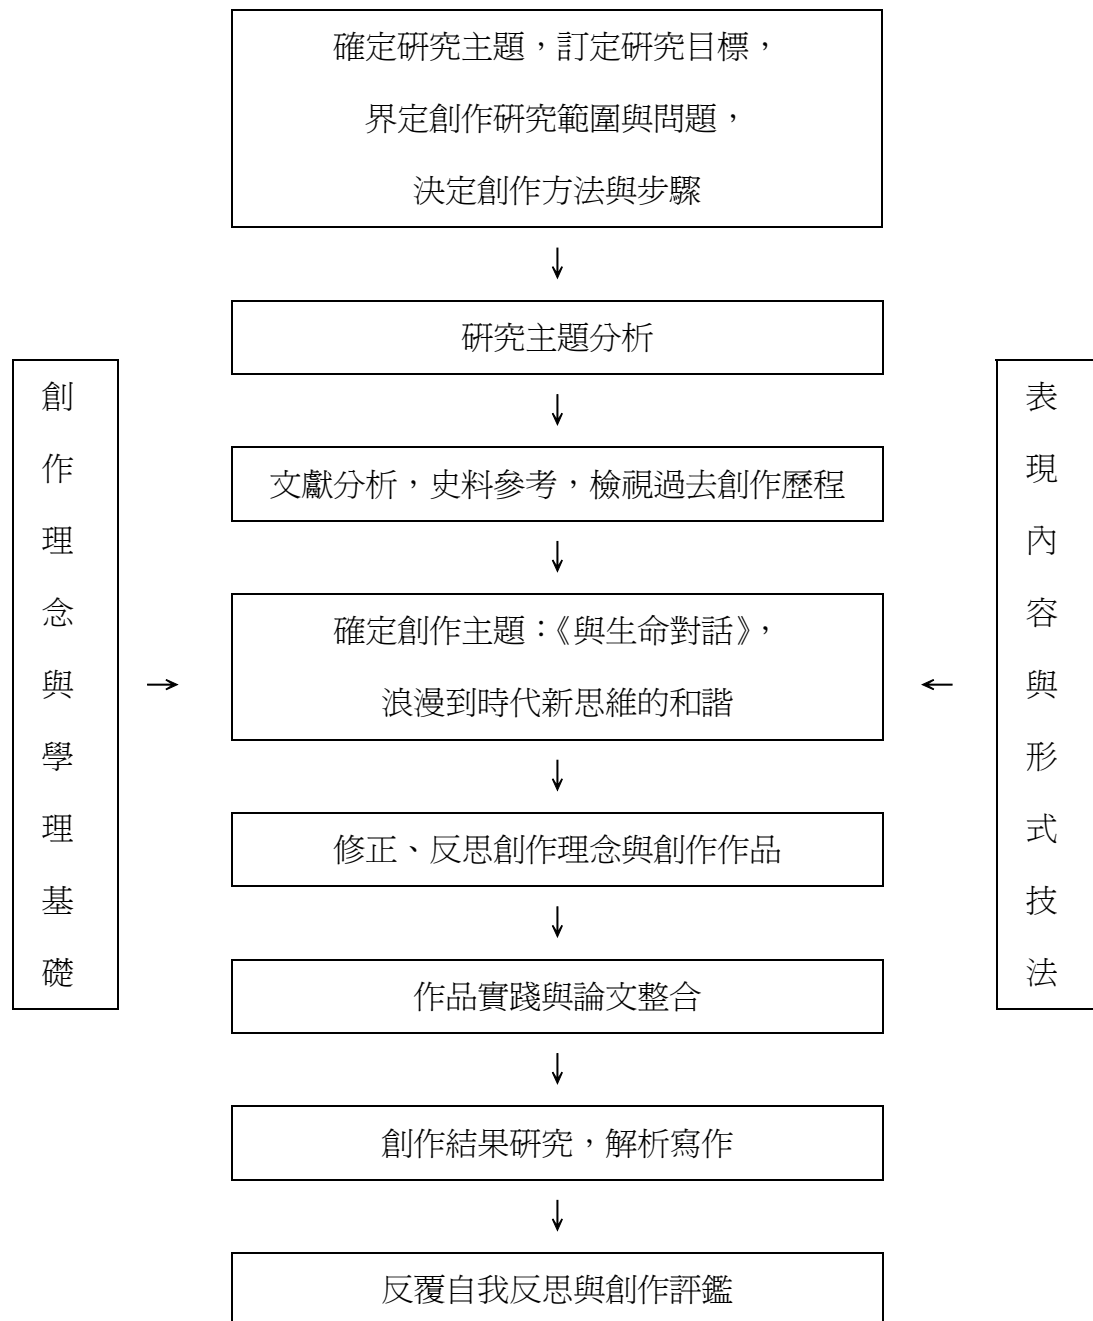 確定研究主題，訂定研究目標，
界定創作研究範圍與問題，
決定創作方法與步驟
↓
研究主題分析
↓
文獻分析，史料參考，檢視過去創作歷程
↓
確定創作主題：《與生命對話》，
浪漫到時代新思維的和諧
↓
修正、反思創作理念與創作作品
↓
作品實踐與論文整合
↓
創作結果研究，解析寫作
↓
反覆自我反思與創作評鑑
創作理念與學理基礎
→
表現內容與形式技法
←